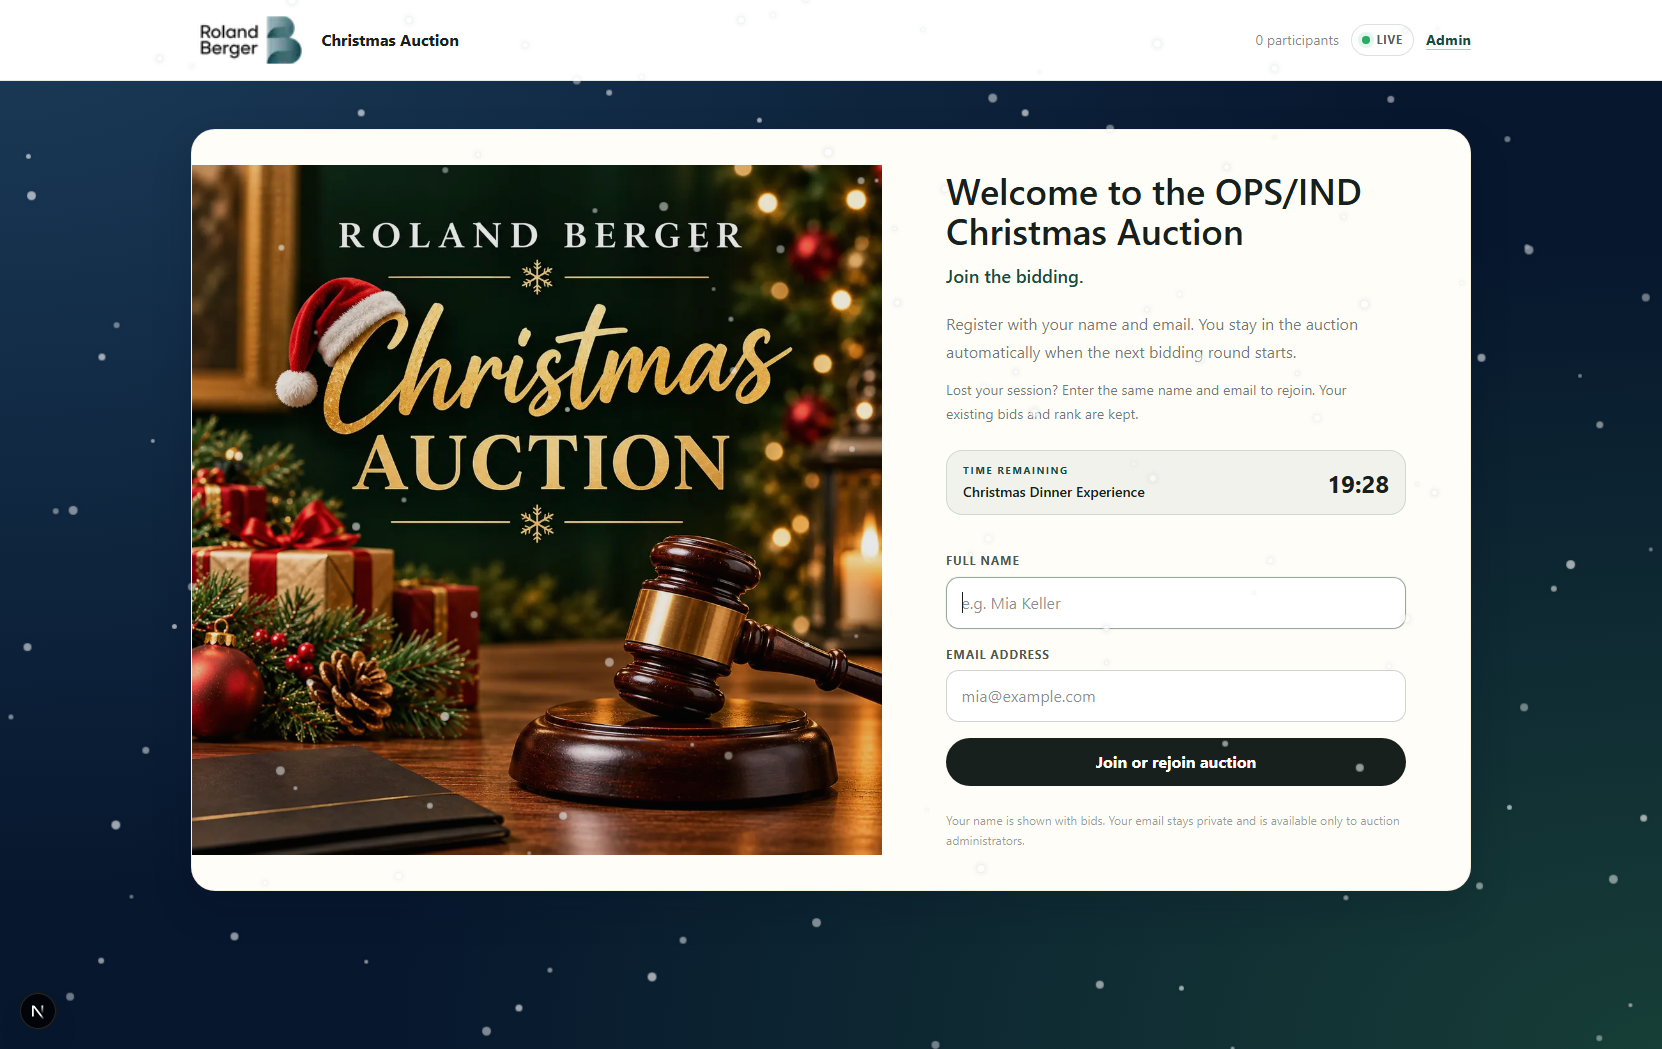 Roland
Berger
Christmas Auction
0 participants
LIVE
Admin
ROLAND BERGER
Christmas
AUCTION
Welcome to the OPS/IND
Christmas Auction
Join the bidding.
Register with your name and email. You stay in the auction
automatically when the next bidding round starts.
Lost your session? Enter the same name and email to rejoin. Your
existing bids and rank are kept.
TIME REMAINING
Christmas Dinner Experience
19:28
FULL NAME
e.g. Mia Keller
EMAIL ADDRESS
mia@example.com
Join or rejoin auction
Your name is shown with bids. Your email stays private and is available only to auction
administrators.
N